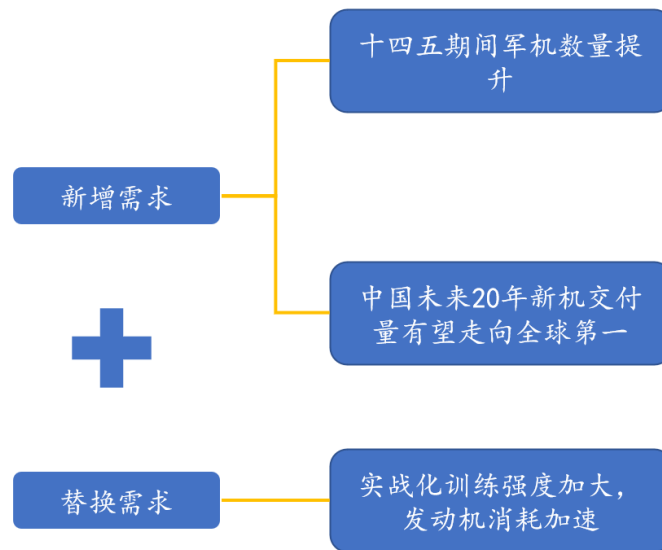 十四五期间军机数量提
升
新增需求
中国未来20年新机交付
量有望走向全球第一
替换需求
实战化训练强度加大，
发动机消耗加速